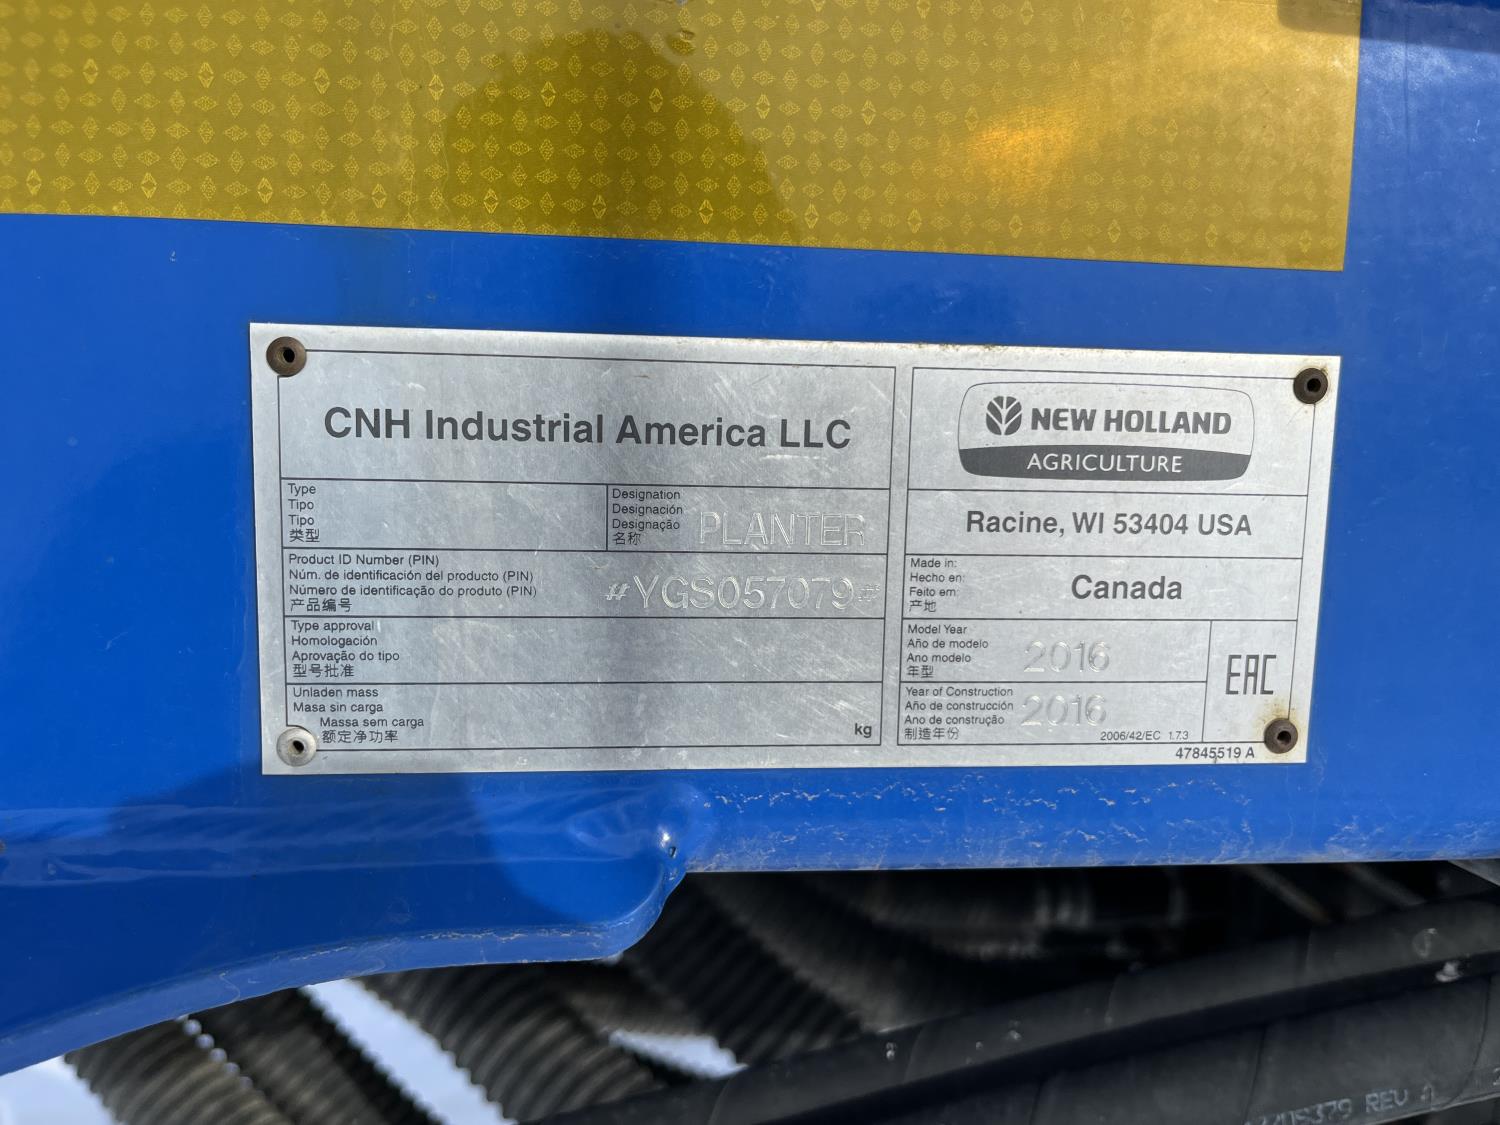 CNH Industrial America LLC
Type
Tipo
Tipo
类型
Designation
Designación
Designação
名称
PLANTER
Product ID Number (PIN)
Núm. de identificación del producto (PIN)
Número de identificação do produto (PIN)
产品编号
#YGS057079#
Type approval
Homologación
Aprovação do tipo
型号批准
Unladen mass
Masa sin carga
Massa sem carga
额定净功率
kg
NEW HOLLAND
AGRICULTURE
Racine, WI 53404 USA
Made in:
Hecho en:
Feito em:
产地
Canada
Model Year
Año de modelo
Ano modelo
年型
2016
Year of Construction
Año de construcción
Ano de construção
制造年份
2016
2006/42/EC 1.7.3
EAC
47845519 A
REV A